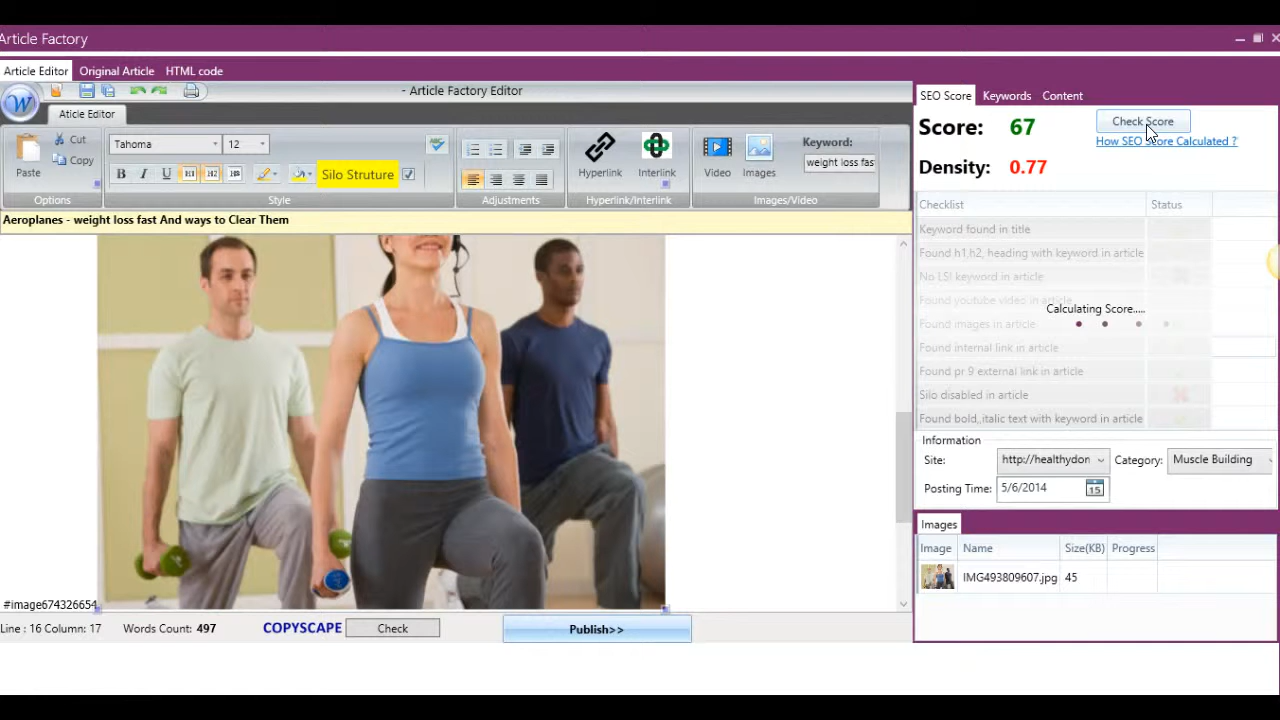 Article Factory
Article Editor Original Article HTML code
W - Article Factory Editor
Aticle Editor
Paste Cut Copy
Options
Tahoma 12
B I U H1 H2 Silo Struture
Style
Adjustments
Hyperlink Interlink
Hyperlink/Interlink
Video Images
Keyword:
weight loss fas
Images/Video
Aeroplanes - weight loss fast And ways to Clear Them
#image674326654
Line : 16 Column: 17 Words Count: 497 COPYSCAPE Check Publish>>
SEO Score Keywords Content
Score: 67 Check Score
How SEO Score Calculated ?
Density: 0.77
Checklist Status
Keyword found in title
Found h1,h2, heading with keyword in article
No LSI keyword in article
Found youtube video in article
Calculating Score.....
Found images in article
Found internal link in article
Found pr 9 external link in article
Silo disabled in article
Found bold,,italic text with keyword in article
Information
Site: http://healthydon Category: Muscle Building
Posting Time: 5/6/2014 15
Images
Image Name Size(KB) Progress
IMG493809607.jpg 45